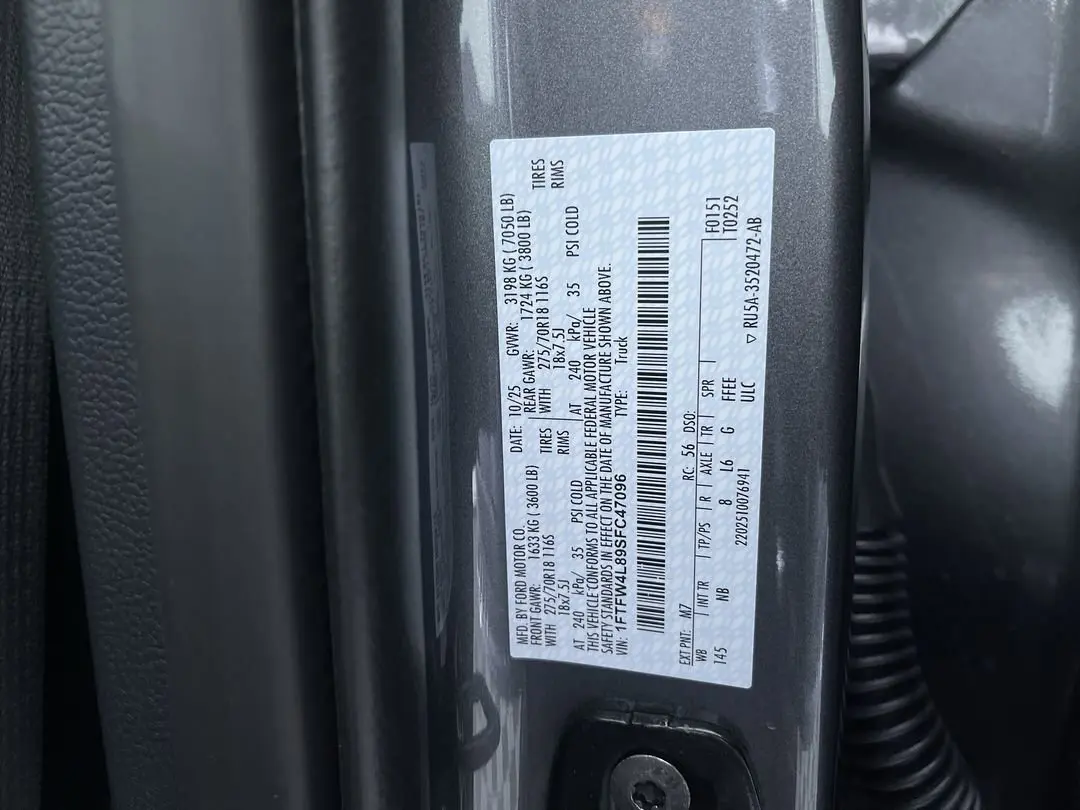 MFD. BY FORD MOTOR CO. DATE: 10/25 GVWR: 3198 KG ( 7050 LB)
FRONT GAWR: 1633 KG ( 3600 LB) REAR GAWR: 1724 KG ( 3800 LB)
WITH 275/70R18 116S TIRES WITH 275/70R18 116S TIRES
18x7.5J RIMS 18x7.5J RIMS
AT 240 kPa/ 35 PSI COLD AT 240 kPa/ 35 PSI COLD
THIS VEHICLE CONFORMS TO ALL APPLICABLE FEDERAL MOTOR VEHICLE
SAFETY STANDARDS IN EFFECT ON THE DATE OF MANUFACTURE SHOWN ABOVE.
VIN: 1FTFW4L89SFC47096 TYPE: Truck
EXT PNT: M7 RC: 56 DSO: F0151
WB INT TR TP/PS R AXLE TR SPR T0252
145 NB 8 L6 G FFEE
2202510076941 ULC ▽ RU5A-3520472-AB